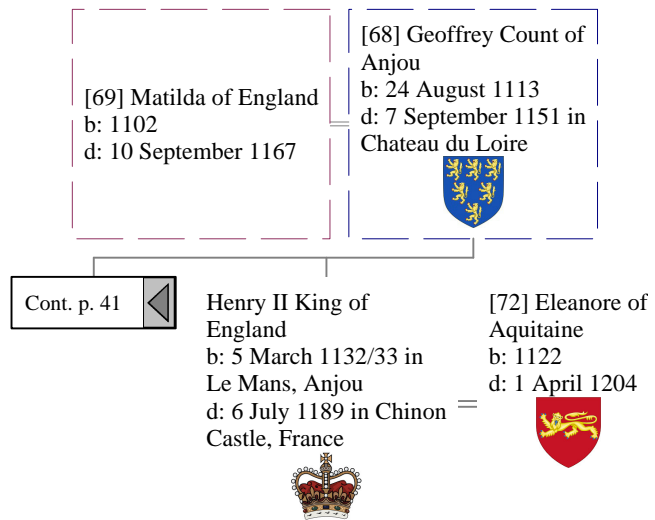 [69] Matilda of England
b: 1102
d: 10 September 1167
[68] Geoffrey Count of
Anjou
b: 24 August 1113
d: 7 September 1151 in
Chateau du Loire
Cont. p. 41
Henry II King of
England
b: 5 March 1132/33 in
Le Mans, Anjou
d: 6 July 1189 in Chinon
Castle, France
[72] Eleanore of
Aquitaine
b: 1122
d: 1 April 1204